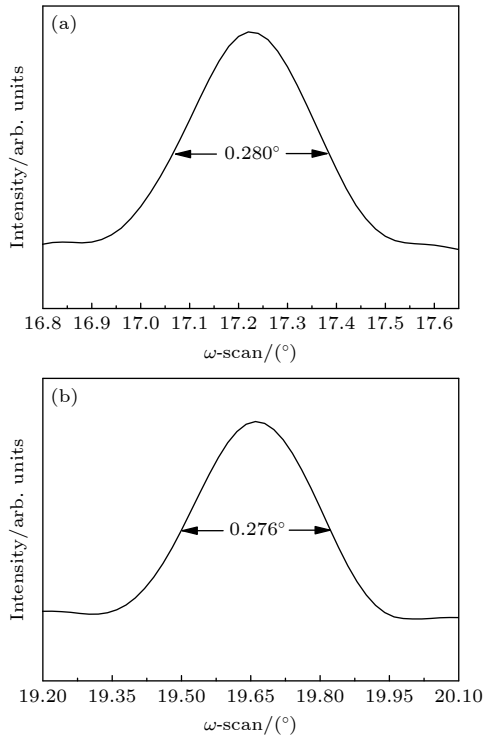 (a)
Intensity/arb. units
0.280°
16.8 16.9 17.0 17.1 17.2 17.3 17.4 17.5 17.6
ω-scan/(°)
(b)
Intensity/arb. units
0.276°
19.20 19.35 19.50 19.65 19.80 19.95 20.10
ω-scan/(°)